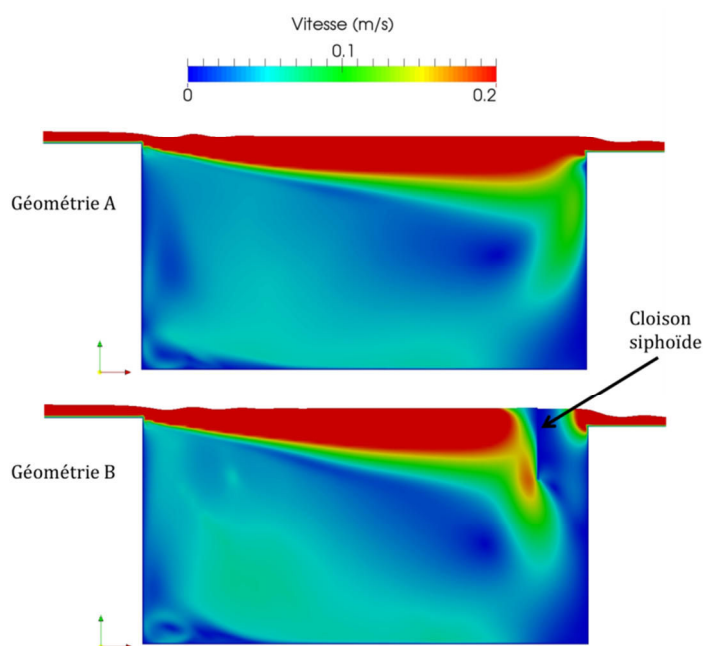 Vitesse (m/s)
0.1
0
0.2
Géométrie A
Cloison
siphoïde
Géométrie B